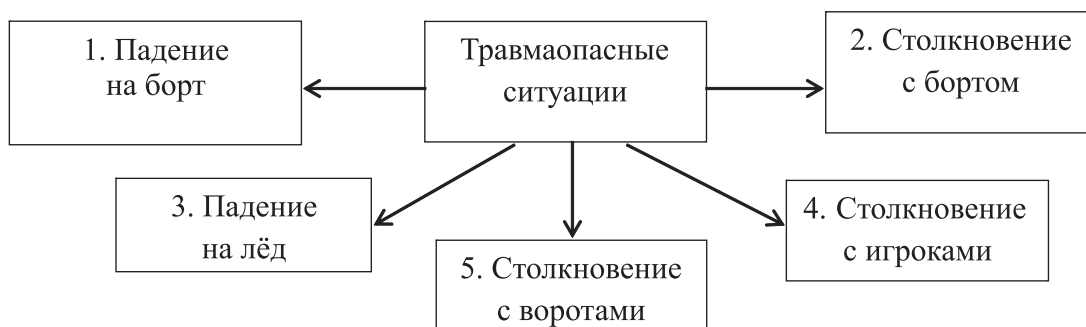 1. Падение
на борт
Травмаопасные
ситуации
2. Столкновение
с бортом
3. Падение
на лёд
4. Столкновение
с игроками
5. Столкновение
с воротами